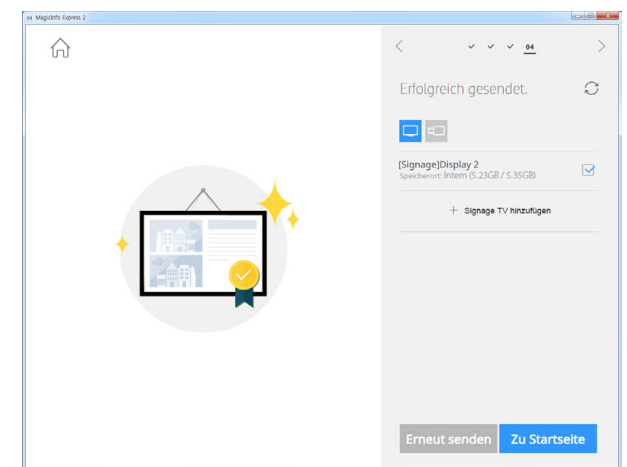 MagicInfo Express 2
04
Erfolgreich gesendet.
[Signage]Display 2
Speicherort: Intern (5.23GB / 5.35GB)
+ Signage TV hinzufügen
Erneut senden
Zu Startseite